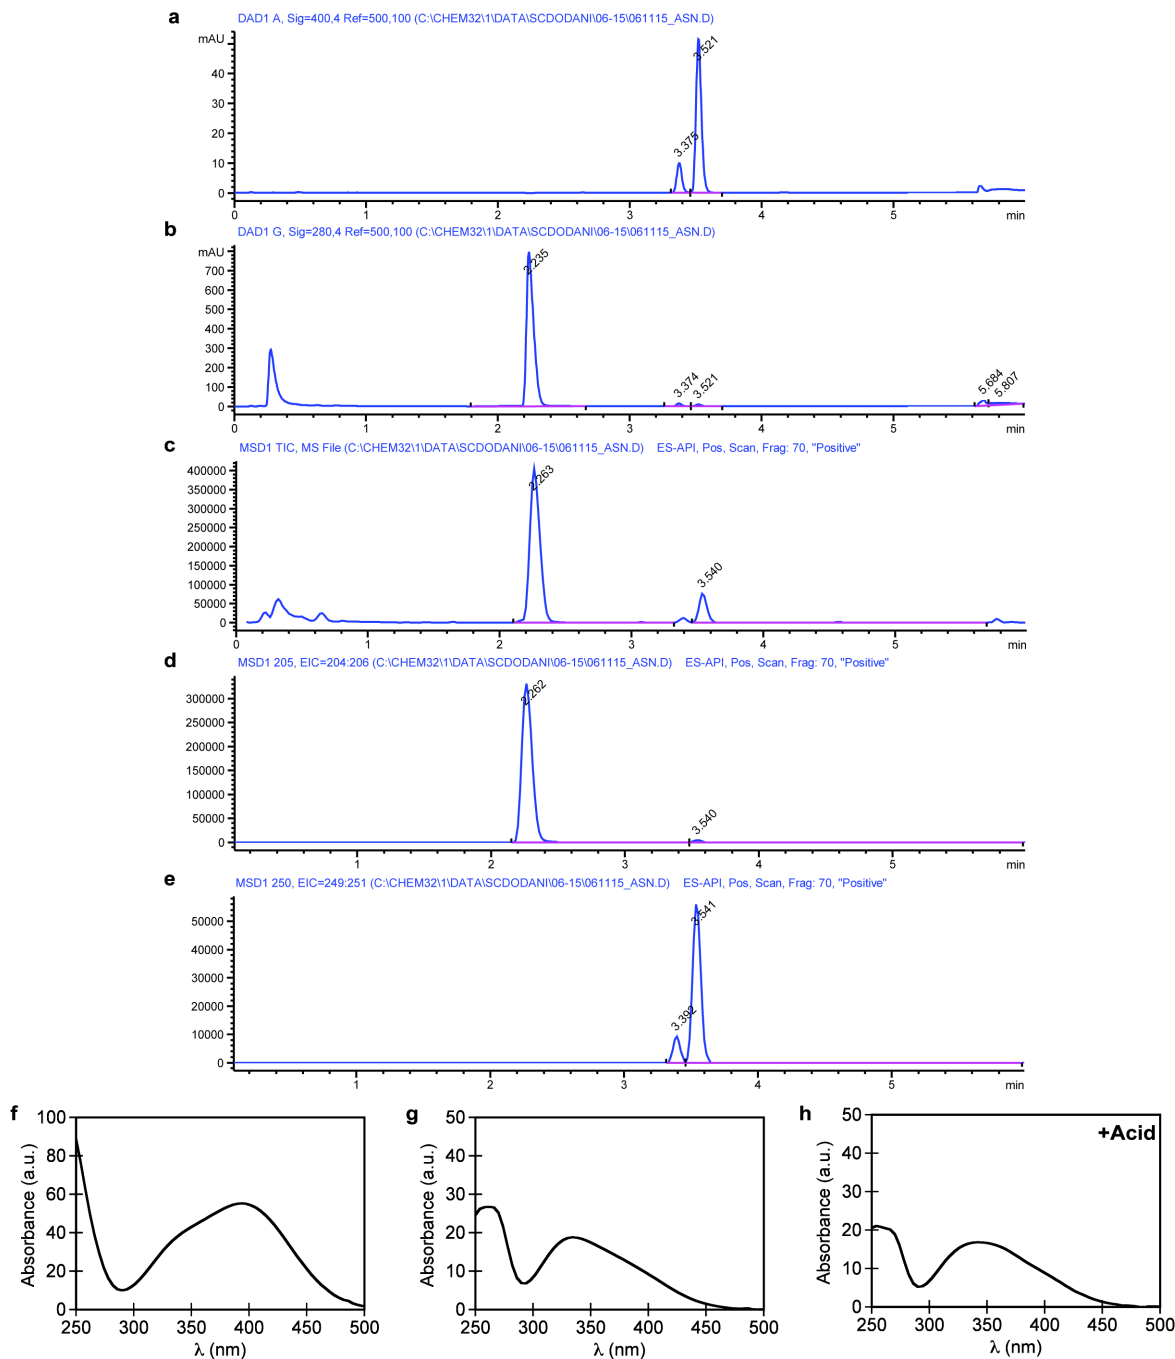 a DAD1 A, Sig=400,4 Ref=500,100 (C:\CHEM32\1\DATA\SCDODANI\06-15\061115_ASN.D)
mAU
40
30
20
10
0
3.375
3.521
0 1 2 3 4 5 min
b DAD1 G, Sig=280,4 Ref=500,100 (C:\CHEM32\1\DATA\SCDODANI\06-15\061115_ASN.D)
mAU
700
600
500
400
300
200
100
0
2.235
3.374
3.521
5.684
5.807
0 1 2 3 4 5 min
c MSD1 TIC, MS File (C:\CHEM32\1\DATA\SCDODANI\06-15\061115_ASN.D) ES-API, Pos, Scan, Frag: 70, "Positive"
400000
350000
300000
250000
200000
150000
100000
50000
0
2.263
3.540
0 1 2 3 4 5 min
d MSD1 205, EIC=204:206 (C:\CHEM32\1\DATA\SCDODANI\06-15\061115_ASN.D) ES-API, Pos, Scan, Frag: 70, "Positive"
300000
250000
200000
150000
100000
50000
0
2.262
3.540
1 2 3 4 5 min
e MSD1 250, EIC=249:251 (C:\CHEM32\1\DATA\SCDODANI\06-15\061115_ASN.D) ES-API, Pos, Scan, Frag: 70, "Positive"
50000
40000
30000
20000
10000
0
3.392
3.541
1 2 3 4 5 min
f
Absorbance (a.u.)
100
80
60
40
20
0
250 300 350 400 450 500
λ (nm)
g
Absorbance (a.u.)
50
40
30
20
10
0
250 300 350 400 450 500
λ (nm)
h
+Acid
Absorbance (a.u.)
50
40
30
20
10
0
250 300 350 400 450 500
λ (nm)